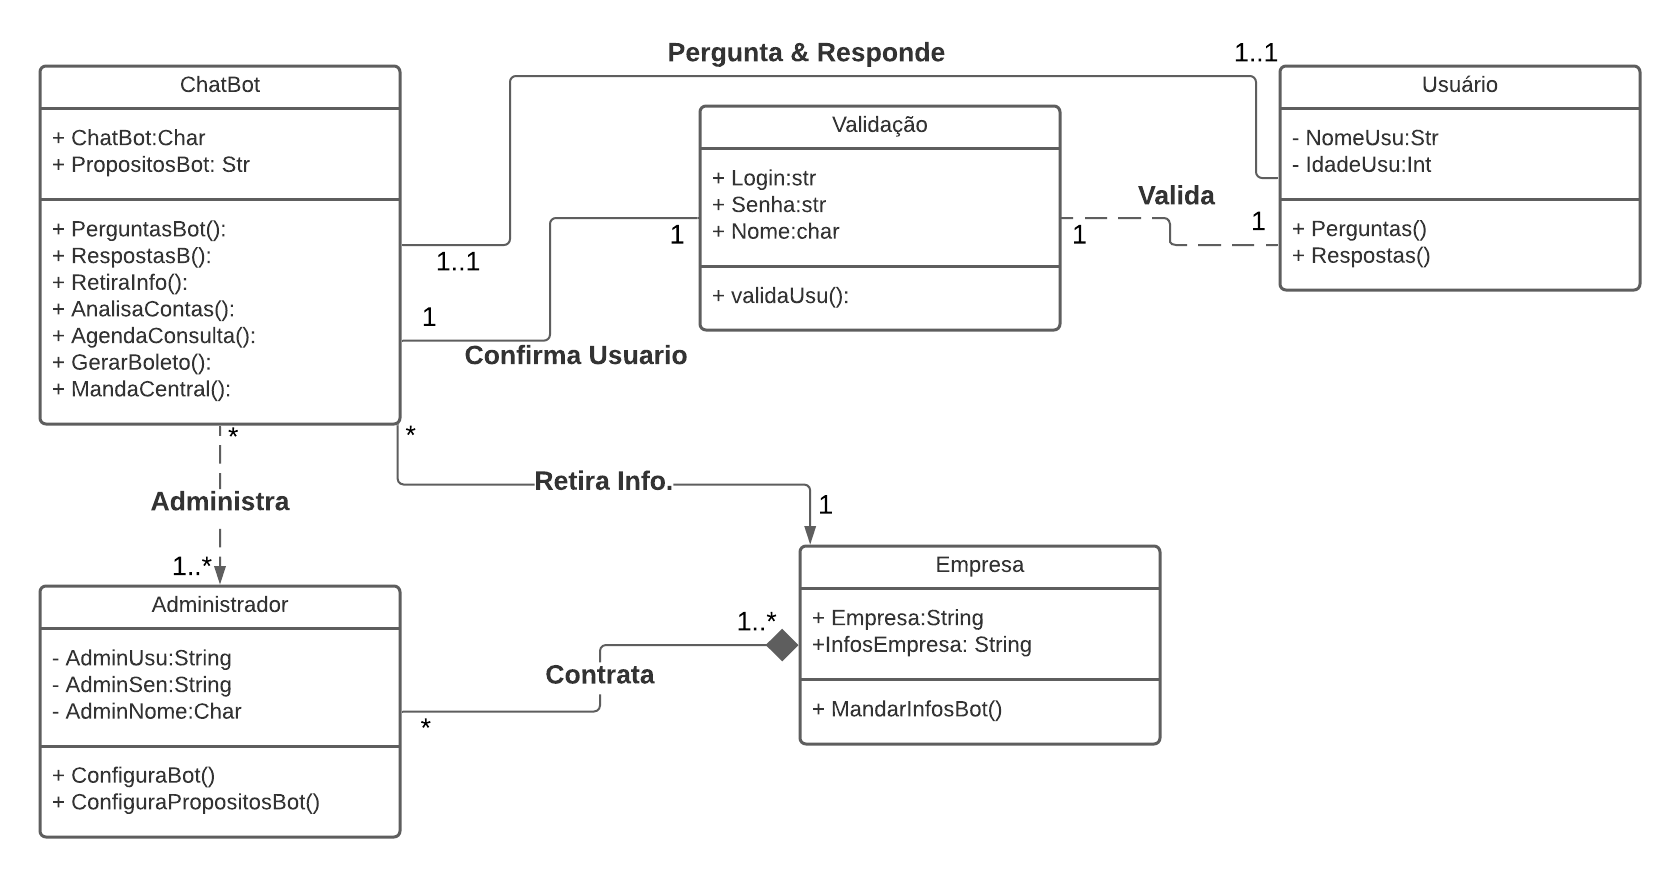 Pergunta & Responde
1..1
ChatBot
+ ChatBot:Char
+ PropositosBot: Str
+ PerguntasBot():
+ RespostasB():
+ RetiraInfo():
+ AnalisaContas():
+ AgendaConsulta():
+ GerarBoleto():
+ MandaCentral():
1..1
1
Confirma Usuario
1
Validação
+ Login:str
+ Senha:str
+ Nome:char
+ validaUsu():
1
Valida
1
Usuário
- NomeUsu:Str
- IdadeUsu:Int
+ Perguntas()
+ Respostas()
*
Administra
1..*
*
Retira Info.
1
Administrador
- AdminUsu:String
- AdminSen:String
- AdminNome:Char
+ ConfiguraBot()
+ ConfiguraPropositosBot()
*
Contrata
1..*
Empresa
+ Empresa:String
+InfosEmpresa: String
+ MandarInfosBot()